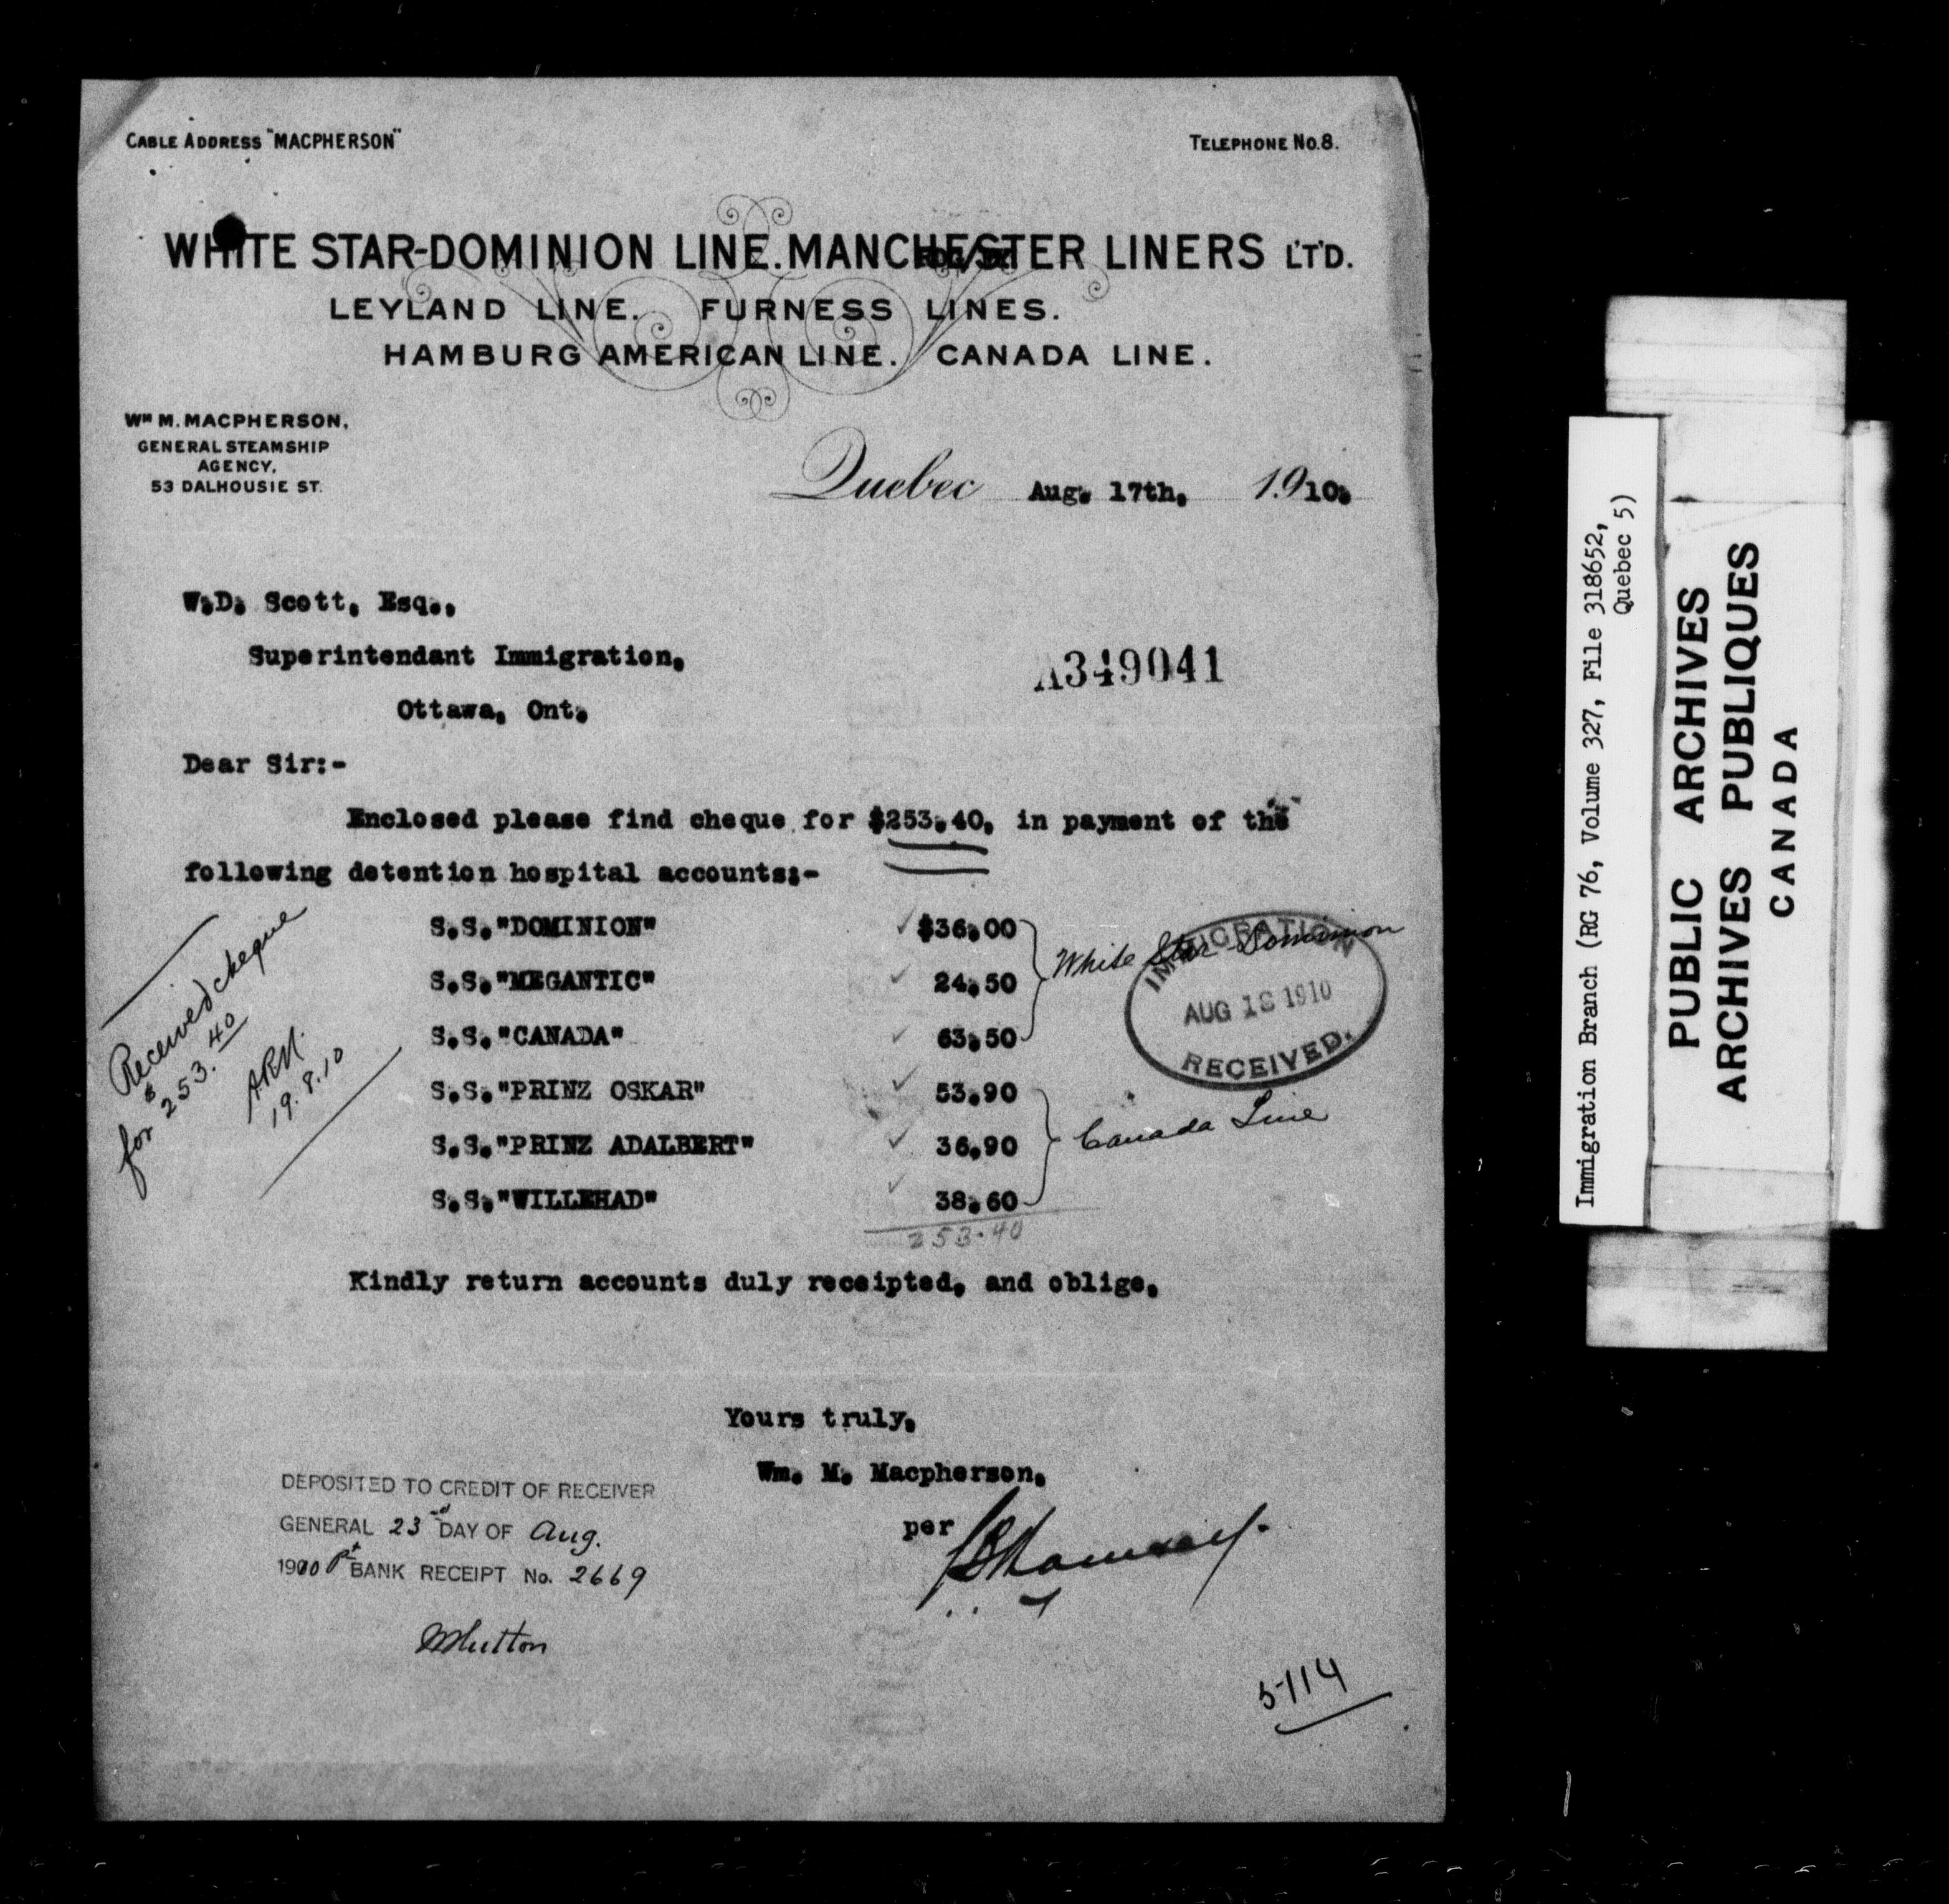 CABLE ADDRESS "MACPHERSON"
TELEPHONE No. 8.
WHITE STAR-DOMINION LINE. MANCHESTER LINERS LT'D.
LEYLAND LINE. FURNESS LINES.
HAMBURG AMERICAN LINE. CANADA LINE.
WM M. MACPHERSON,
GENERAL STEAMSHIP
AGENCY,
53 DALHOUSIE ST.
Quebec Aug. 17th, 1910.
W.D. Scott, Esq.,
Superintendant Immigration,
A349041
Ottawa, Ont.
Dear Sir:-
Enclosed please find cheque for $253.40, in payment of the
following detention hospital accounts:-
S.S."DOMINION" $36.00
S.S."MEGANTIC" 24.50
S.S."CANADA" 63.50
White Star-Dominion
S.S."PRINZ OSKAR" 53.90
S.S."PRINZ ADALBERT" 36.90
S.S."WILLEHAD" 38.60
Canada Line
253.40
IMMIGRATION
AUG 18 1910
RECEIVED.
Received cheque
for $253.40
ARM.
19.8.10
Kindly return accounts duly receipted, and oblige,
Yours truly,
Wm. M. Macpherson,
per
DEPOSITED TO CREDIT OF RECEIVER
GENERAL 23rd DAY OF Aug.
1910 BANK RECEIPT No. 2669
5114
Immigration Branch (RG 76, Volume 327, File 318652,
Quebec 5)
PUBLIC ARCHIVES
ARCHIVES PUBLIQUES
CANADA